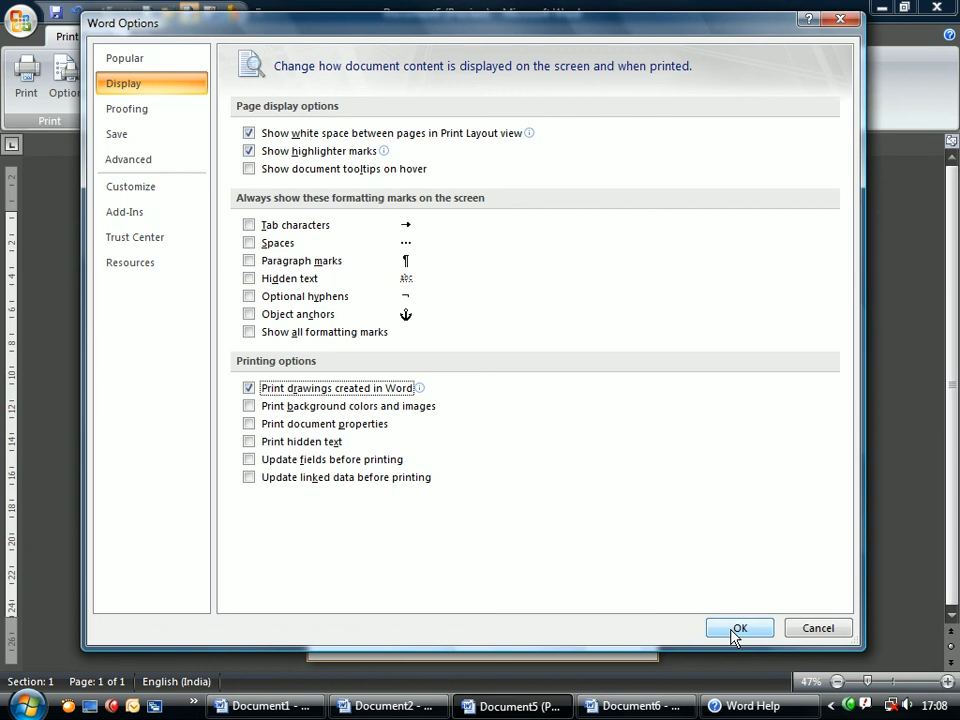 Word Options
Print
Print
Optio
Print
Popular
Display
Proofing
Save
Advanced
Customize
Add-Ins
Trust Center
Resources
Change how document content is displayed on the screen and when printed.
Page display options
Show white space between pages in Print Layout view
Show highlighter marks
Show document tooltips on hover
Always show these formatting marks on the screen
Tab characters
Spaces
Paragraph marks ¶
Hidden text abc
Optional hyphens ¬
Object anchors
Show all formatting marks
Printing options
Print drawings created in Word
Print background colors and images
Print document properties
Print hidden text
Update fields before printing
Update linked data before printing
OK
Cancel
Section: 1 Page: 1 of 1 English (India) 47%
Document1 - ... Document2 - ... Document5 (P... Document6 - ... Word Help 17:08